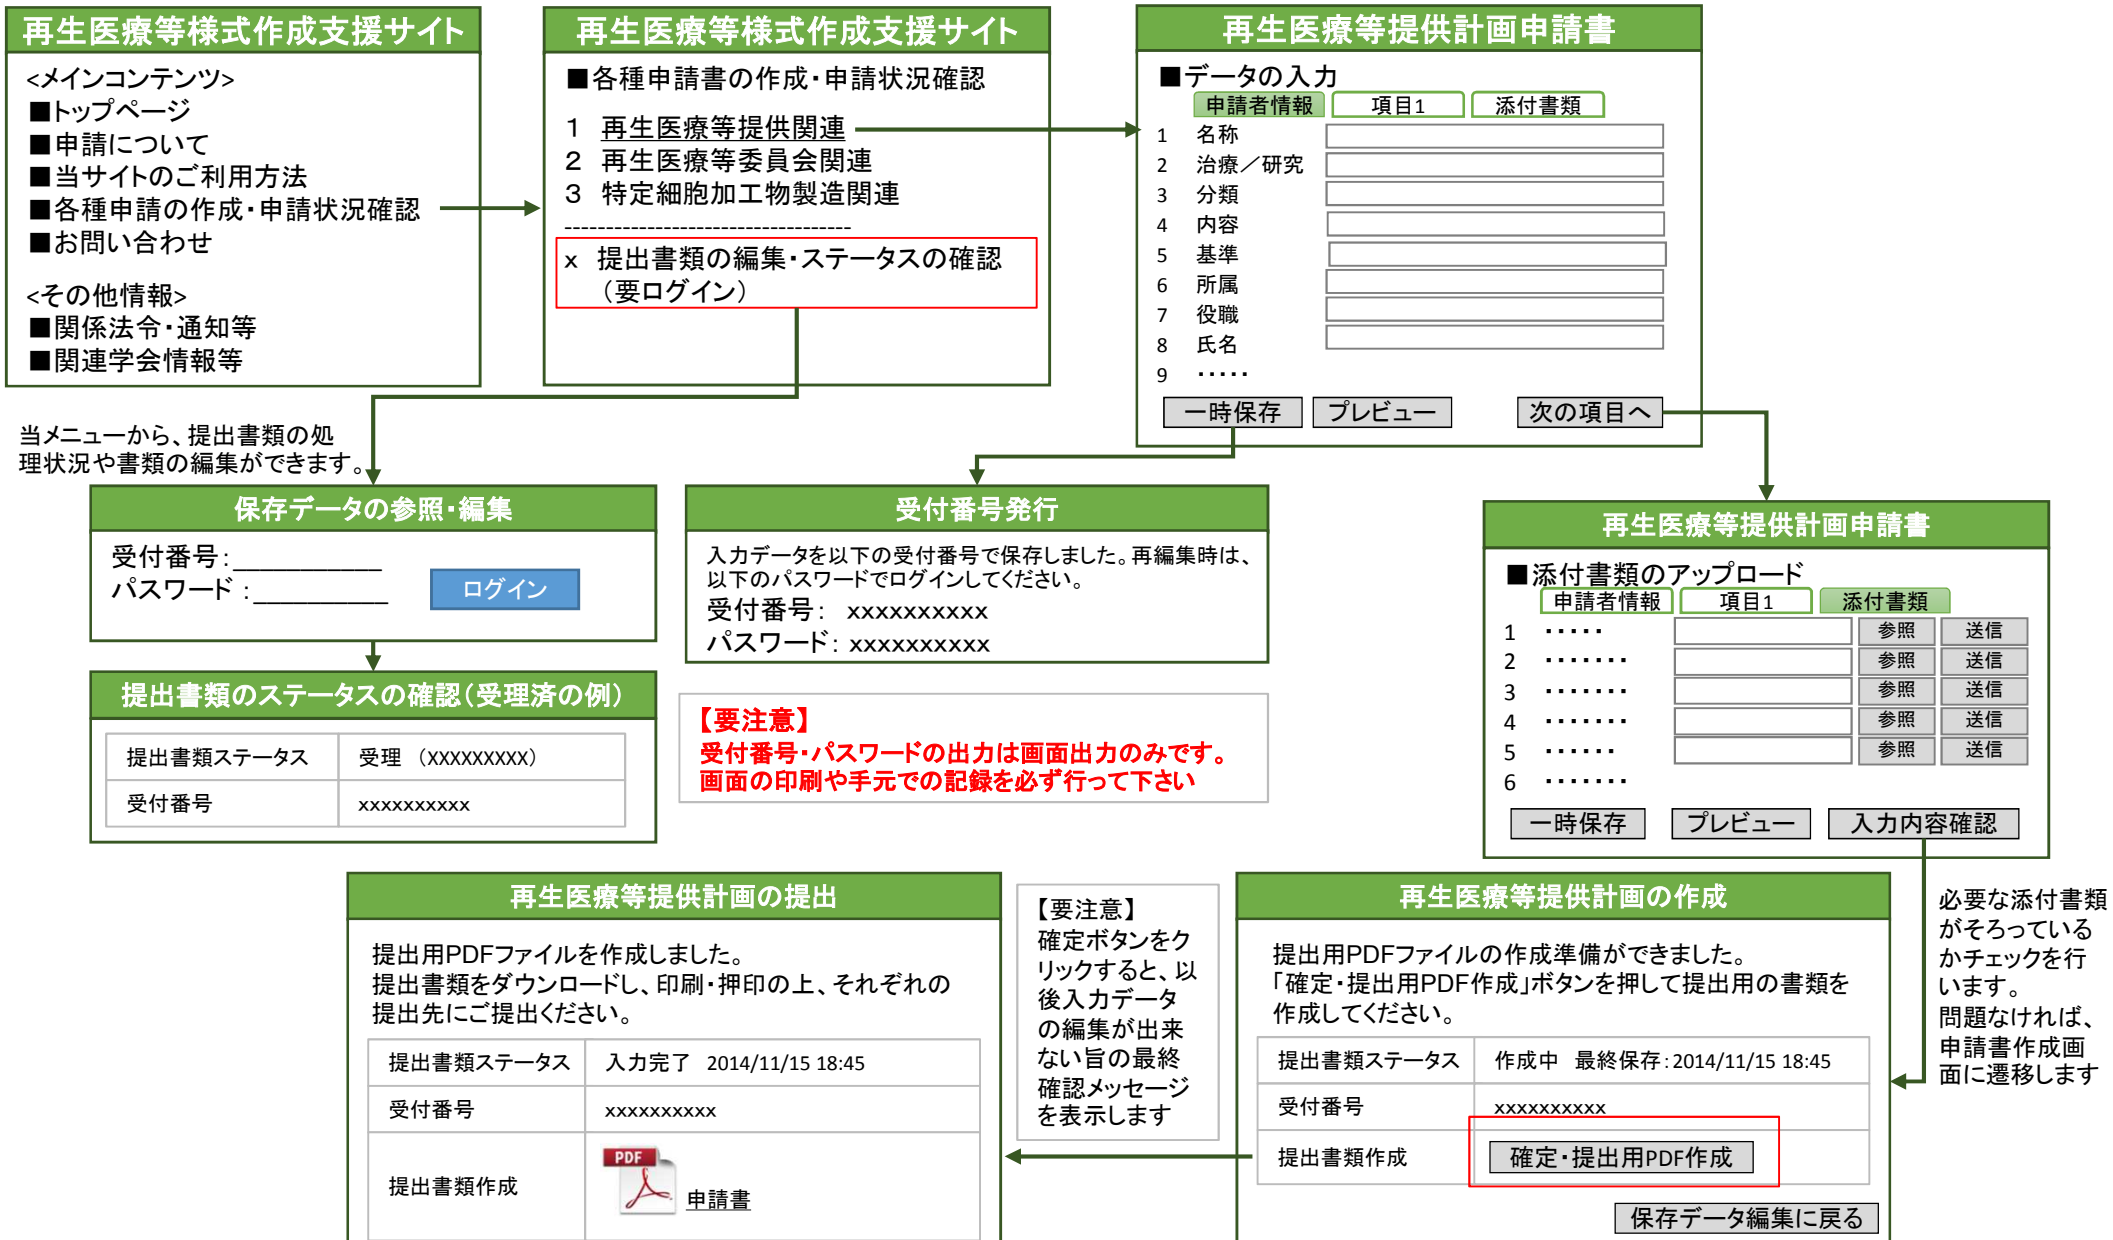 再生医療等様式作成支援サイト
<メインコンテンツ>
■トップページ
■申請について
■当サイトのご利用方法
■各種申請の作成・申請状況確認
■お問い合わせ
<その他情報>
■関係法令・通知等
■関連学会情報等
再生医療等様式作成支援サイト
■各種申請書の作成・申請状況確認
1 再生医療等提供関連
2 再生医療等委員会関連
3 特定細胞加工物製造関連
----------------------------------
x 提出書類の編集・ステータスの確認
（要ログイン）
再生医療等提供計画申請書
■データの入力
申請者情報 項目1 添付書類
1 名称
2 治療／研究
3 分類
4 内容
5 基準
6 所属
7 役職
8 氏名
9 ・・・・・
一時保存 プレビュー 次の項目へ
当メニューから、提出書類の処
理状況や書類の編集ができます。
保存データの参照・編集
受付番号：___________
パスワード：__________ ログイン
提出書類のステータスの確認（受理済の例）
提出書類ステータス 受理 （xxxxxxxxx）
受付番号 xxxxxxxxxx
受付番号発行
入力データを以下の受付番号で保存しました。再編集時は、
以下のパスワードでログインしてください。
受付番号： xxxxxxxxxx
パスワード： xxxxxxxxxx
【要注意】
受付番号・パスワードの出力は画面出力のみです。
画面の印刷や手元での記録を必ず行って下さい
再生医療等提供計画申請書
■添付書類のアップロード
申請者情報 項目1 添付書類
1 ・・・・・ 参照 送信
2 ・・・・・・・ 参照 送信
3 ・・・・・・・ 参照 送信
4 ・・・・・・・ 参照 送信
5 ・・・・・・ 参照 送信
6 ・・・・・・・
一時保存 プレビュー 入力内容確認
必要な添付書類
がそろっている
かチェックを行
います。
問題なければ、
申請書作成画
面に遷移します
再生医療等提供計画の作成
提出用PDFファイルの作成準備ができました。
「確定・提出用PDF作成」ボタンを押して提出用の書類を
作成してください。
提出書類ステータス 作成中 最終保存：2014/11/15 18:45
受付番号 xxxxxxxxxx
提出書類作成 確定・提出用PDF作成
保存データ編集に戻る
【要注意】
確定ボタンをク
リックすると、以
後入力データ
の編集が出来
ない旨の最終
確認メッセージ
を表示します
再生医療等提供計画の提出
提出用PDFファイルを作成しました。
提出書類をダウンロードし、印刷・押印の上、それぞれの
提出先にご提出ください。
提出書類ステータス 入力完了 2014/11/15 18:45
受付番号 xxxxxxxxxx
提出書類作成 PDF 申請書